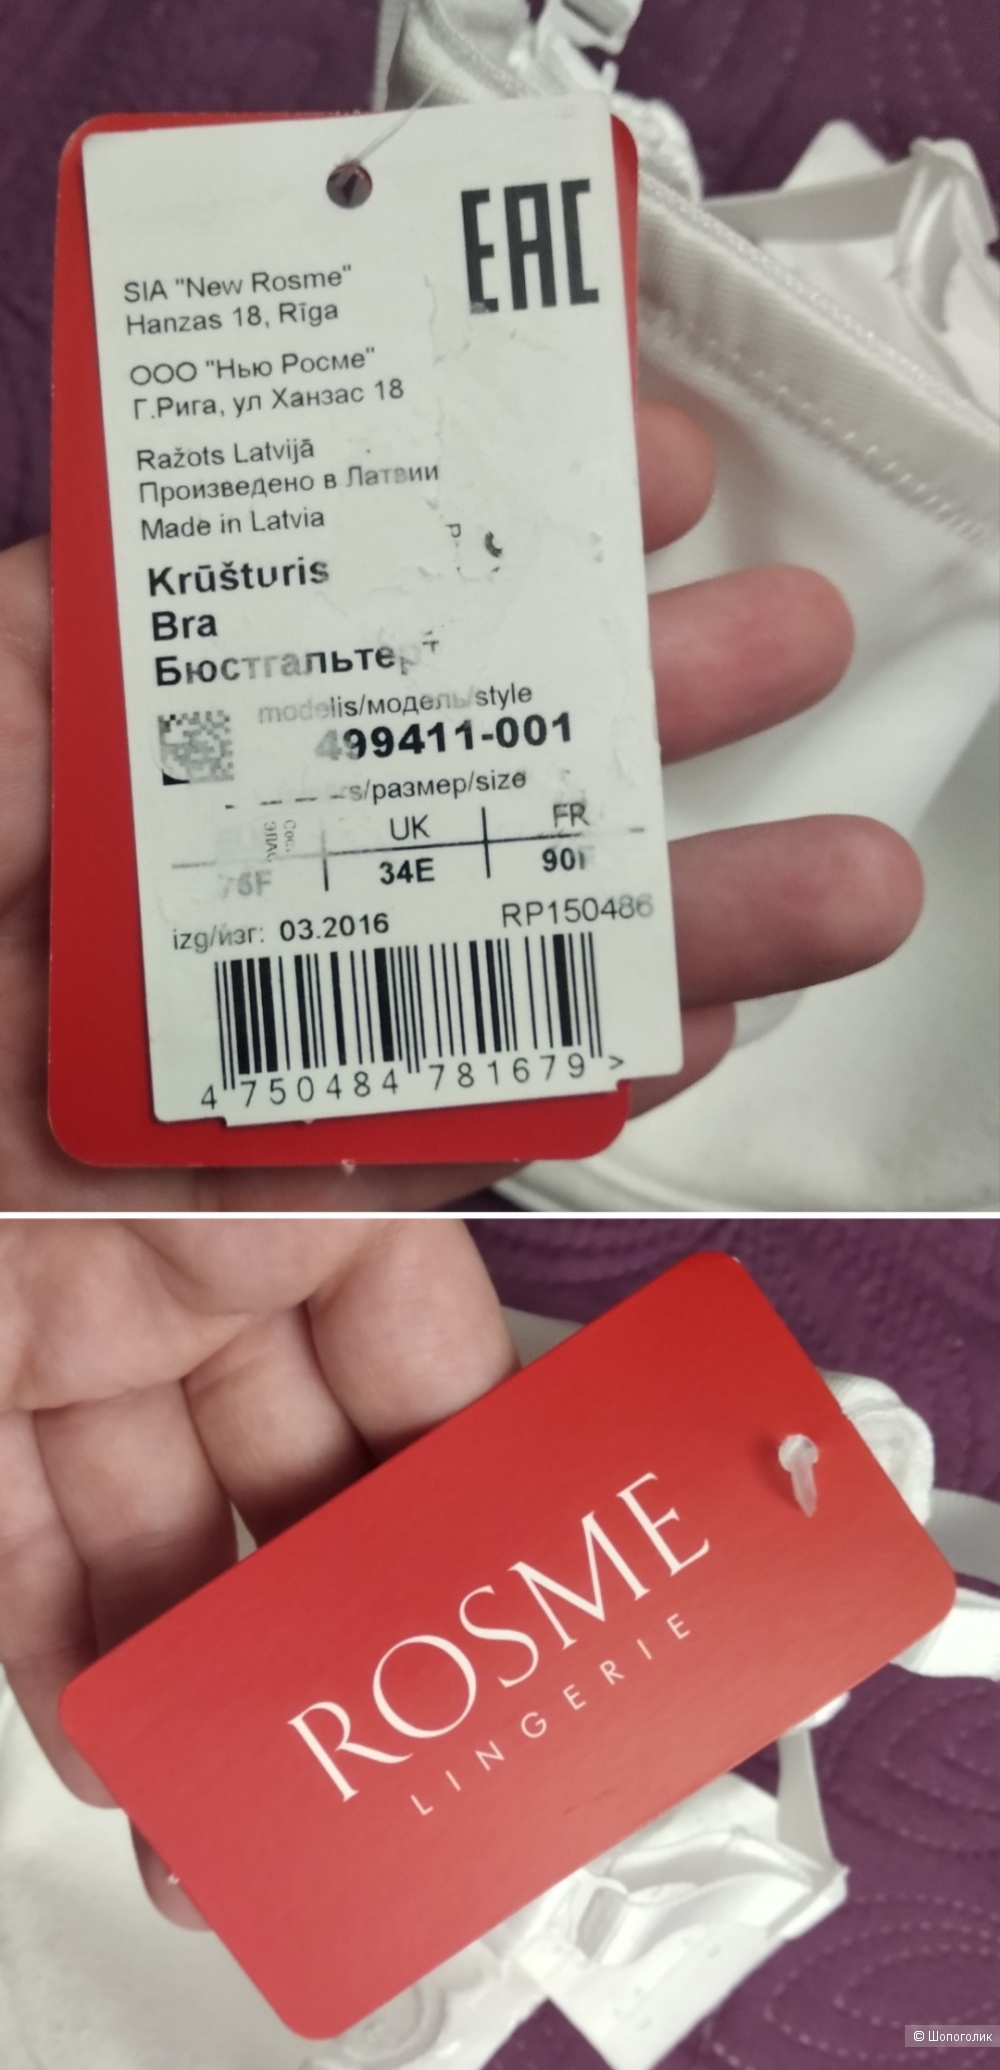 EAC
SIA "New Rosme"
Hanzas 18, Rīga
ООО "Нью Росме"
Г.Рига, ул Ханзас 18
Ražots Latvijā
Произведено в Латвии
Made in Latvia
Krūšturis
Bra
Бюстгальтер
modelis/модель/style
499411-001
/размер/size
UK FR
75F 34E 90F
izg/изг: 03.2016 RP150486
4 750484 781679 >
ROSME
LINGERIE
© Шопоголик